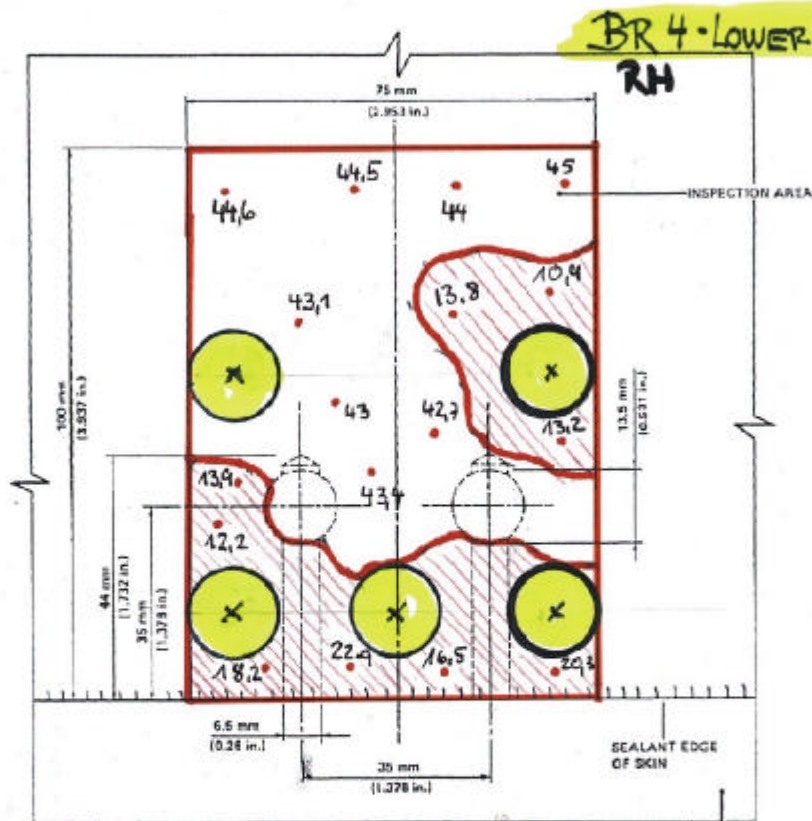 BR 4 · LOWER
RH
75 mm
(2.953 in.)
44,6
44,5
44
45
INSPECTION AREA
10,9
13,8
43,1
43
42,7
13,2
13.5 mm
(0.531 in.)
100 mm
(3.937 in.)
13,9
43,4
12,2
44 mm
(1.732 in.)
35 mm
(1.378 in.)
18,2
22,9
16,5
20,3
6.5 mm
(0.26 in.)
35 mm
(1.378 in.)
SEALANT EDGE
OF SKIN